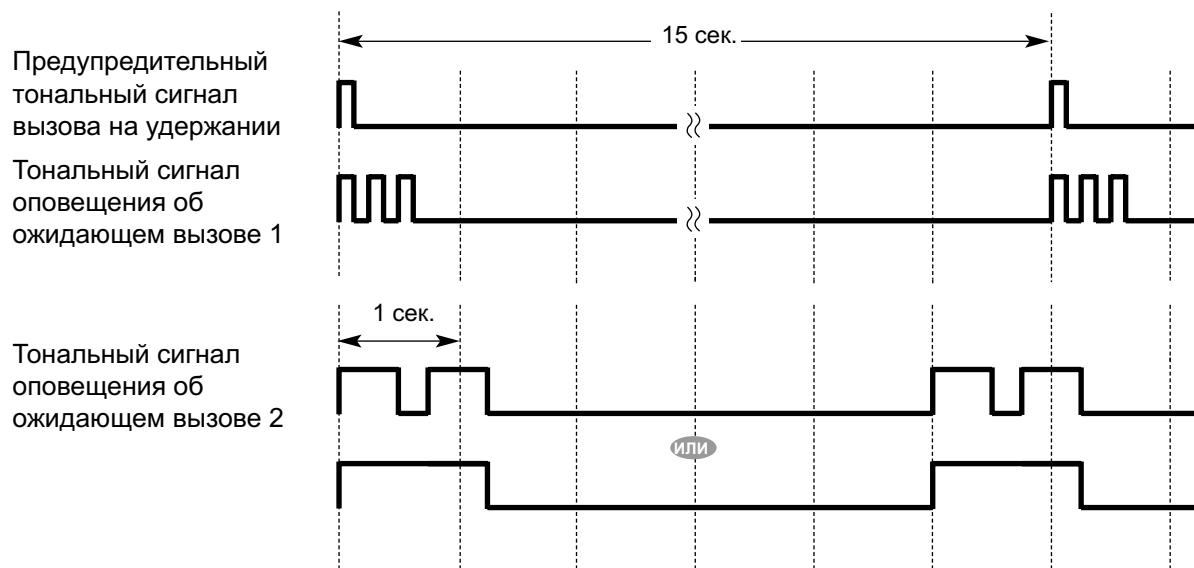 15 сек.
Предупредительный
тональный сигнал
вызова на удержании
Тональный сигнал
оповещения об
ожидающем вызове 1
1 сек.
Тональный сигнал
оповещения об
ожидающем вызове 2
или